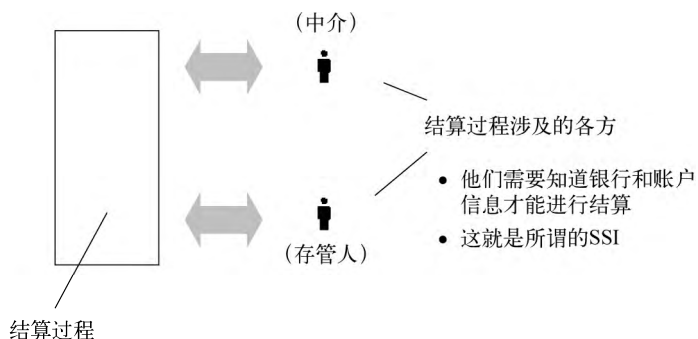 （中介）
结算过程涉及的各方
● 他们需要知道银行和账户
信息才能进行结算
● 这就是所谓的SSI
（存管人）
结算过程